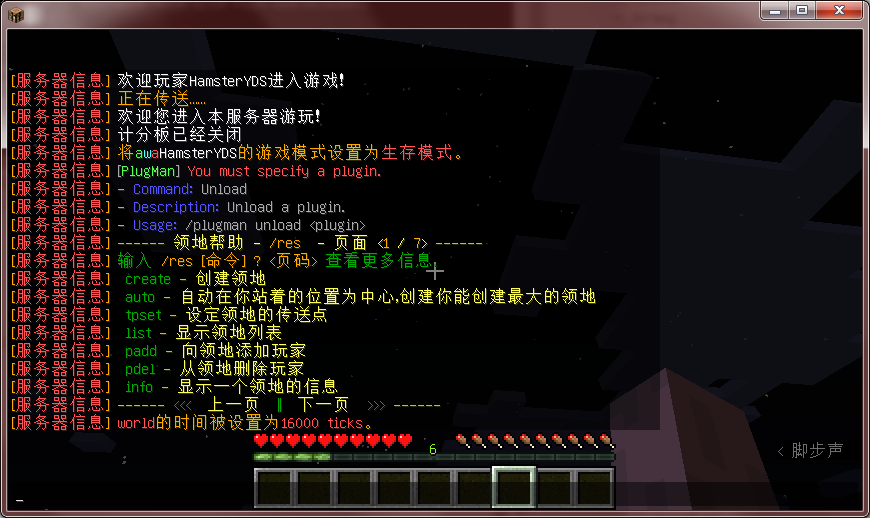 [服务器信息] 欢迎玩家HamsterYDS进入游戏!
[服务器信息] 正在传送......
[服务器信息] 欢迎您进入本服务器游玩!
[服务器信息] 计分板已经关闭
[服务器信息] 将awaHamsterYDS的游戏模式设置为生存模式。
[服务器信息] [PlugMan] You must specify a plugin.
[服务器信息] - Command: Unload
[服务器信息] - Description: Unload a plugin.
[服务器信息] - Usage: /plugman unload <plugin>
[服务器信息] ------ 领地帮助 - /res - 页面 <1 / 7> ------
[服务器信息] 输入 /res [命令] ? <页码> 查看更多信息.
[服务器信息] create - 创建领地
[服务器信息] auto - 自动在你站着的位置为中心,创建你能创建最大的领地
[服务器信息] tpset - 设定领地的传送点
[服务器信息] list - 显示领地列表
[服务器信息] padd - 向领地添加玩家
[服务器信息] pdel - 从领地删除玩家
[服务器信息] info - 显示一个领地的信息
[服务器信息] ------ <<< 上一页 ‖ 下一页 >>> ------
[服务器信息] world的时间被设置为16000 ticks。
6
< 脚步声
_